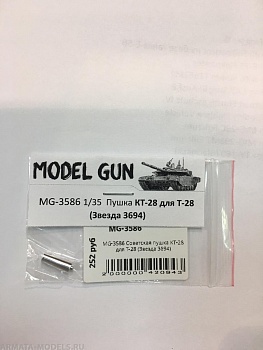 MODEL GUN
MG-3586 1/35 Пушка КТ-28 для Т-28
(Звезда 3694)
MG-3586
252 руб
MG-3586 Советская пушка КТ-28
для Т-28 (Звезда 3694)
2000000430843